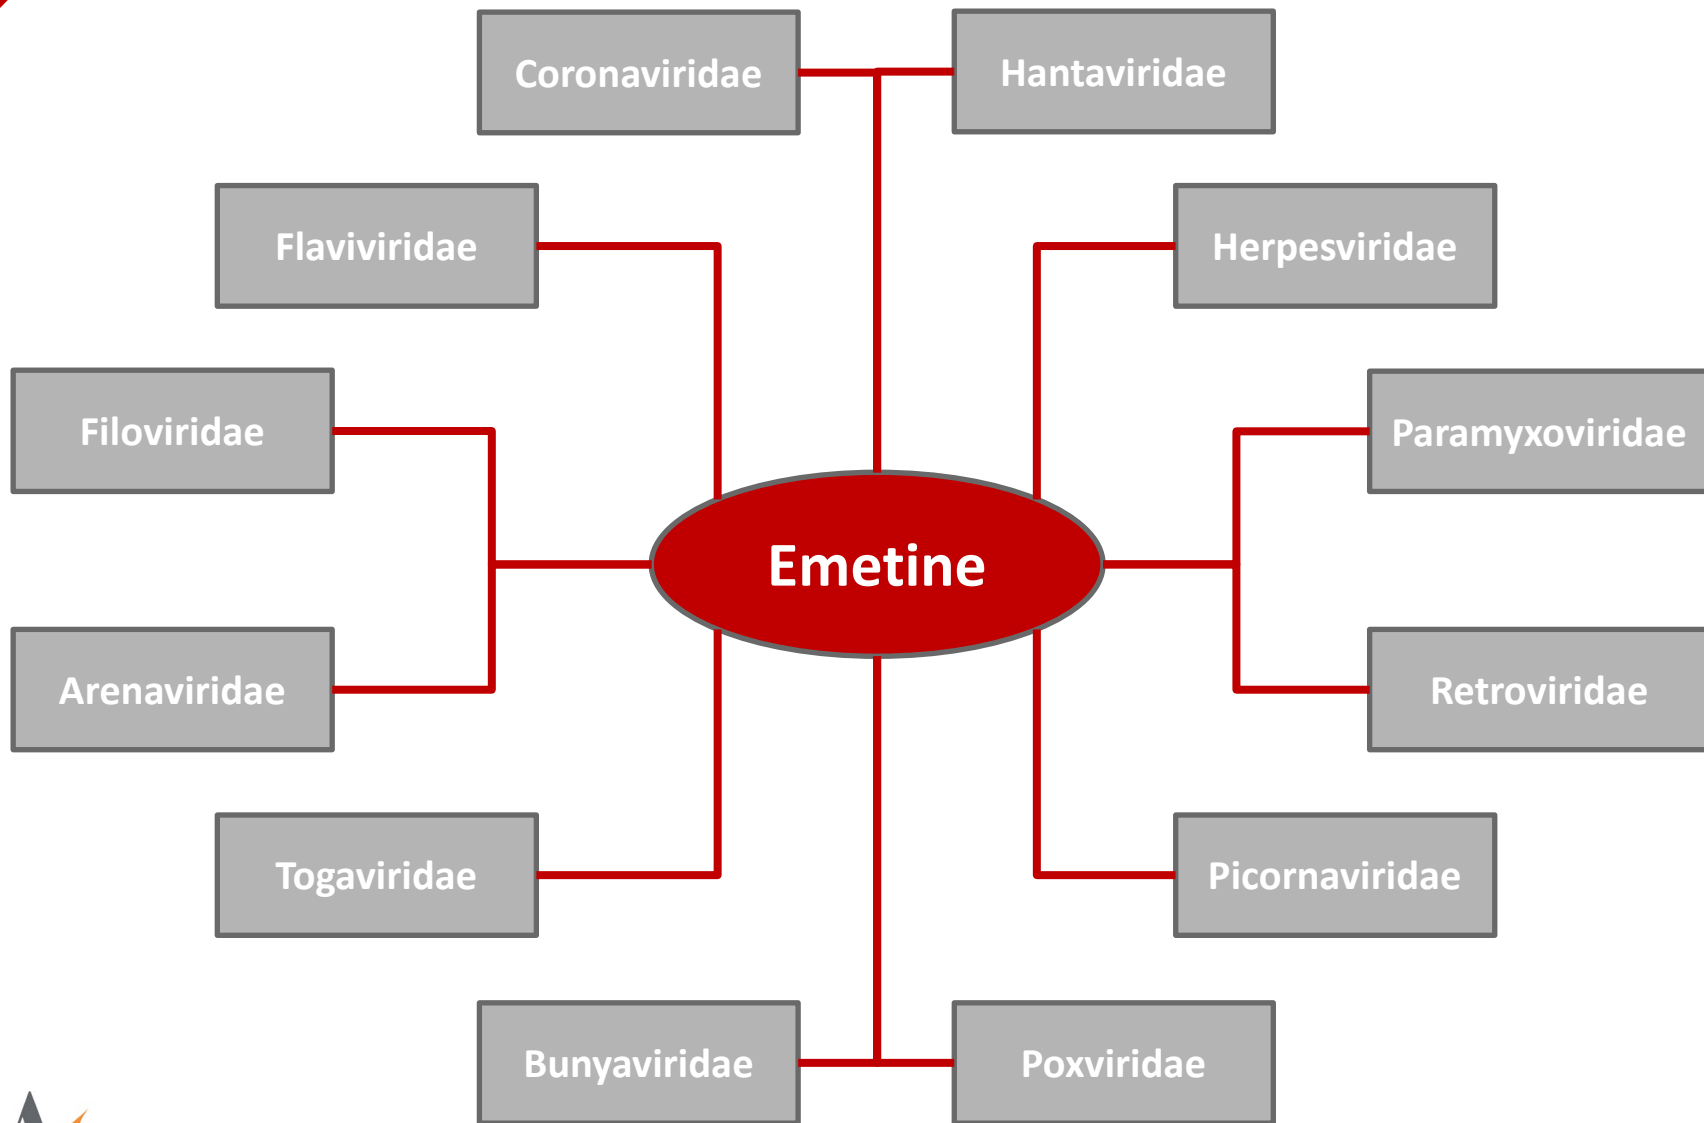 Coronaviridae
Hantaviridae
Flaviviridae
Herpesviridae
Filoviridae
Paramyxoviridae
Emetine
Arenaviridae
Retroviridae
Togaviridae
Picornaviridae
Bunyaviridae
Poxviridae